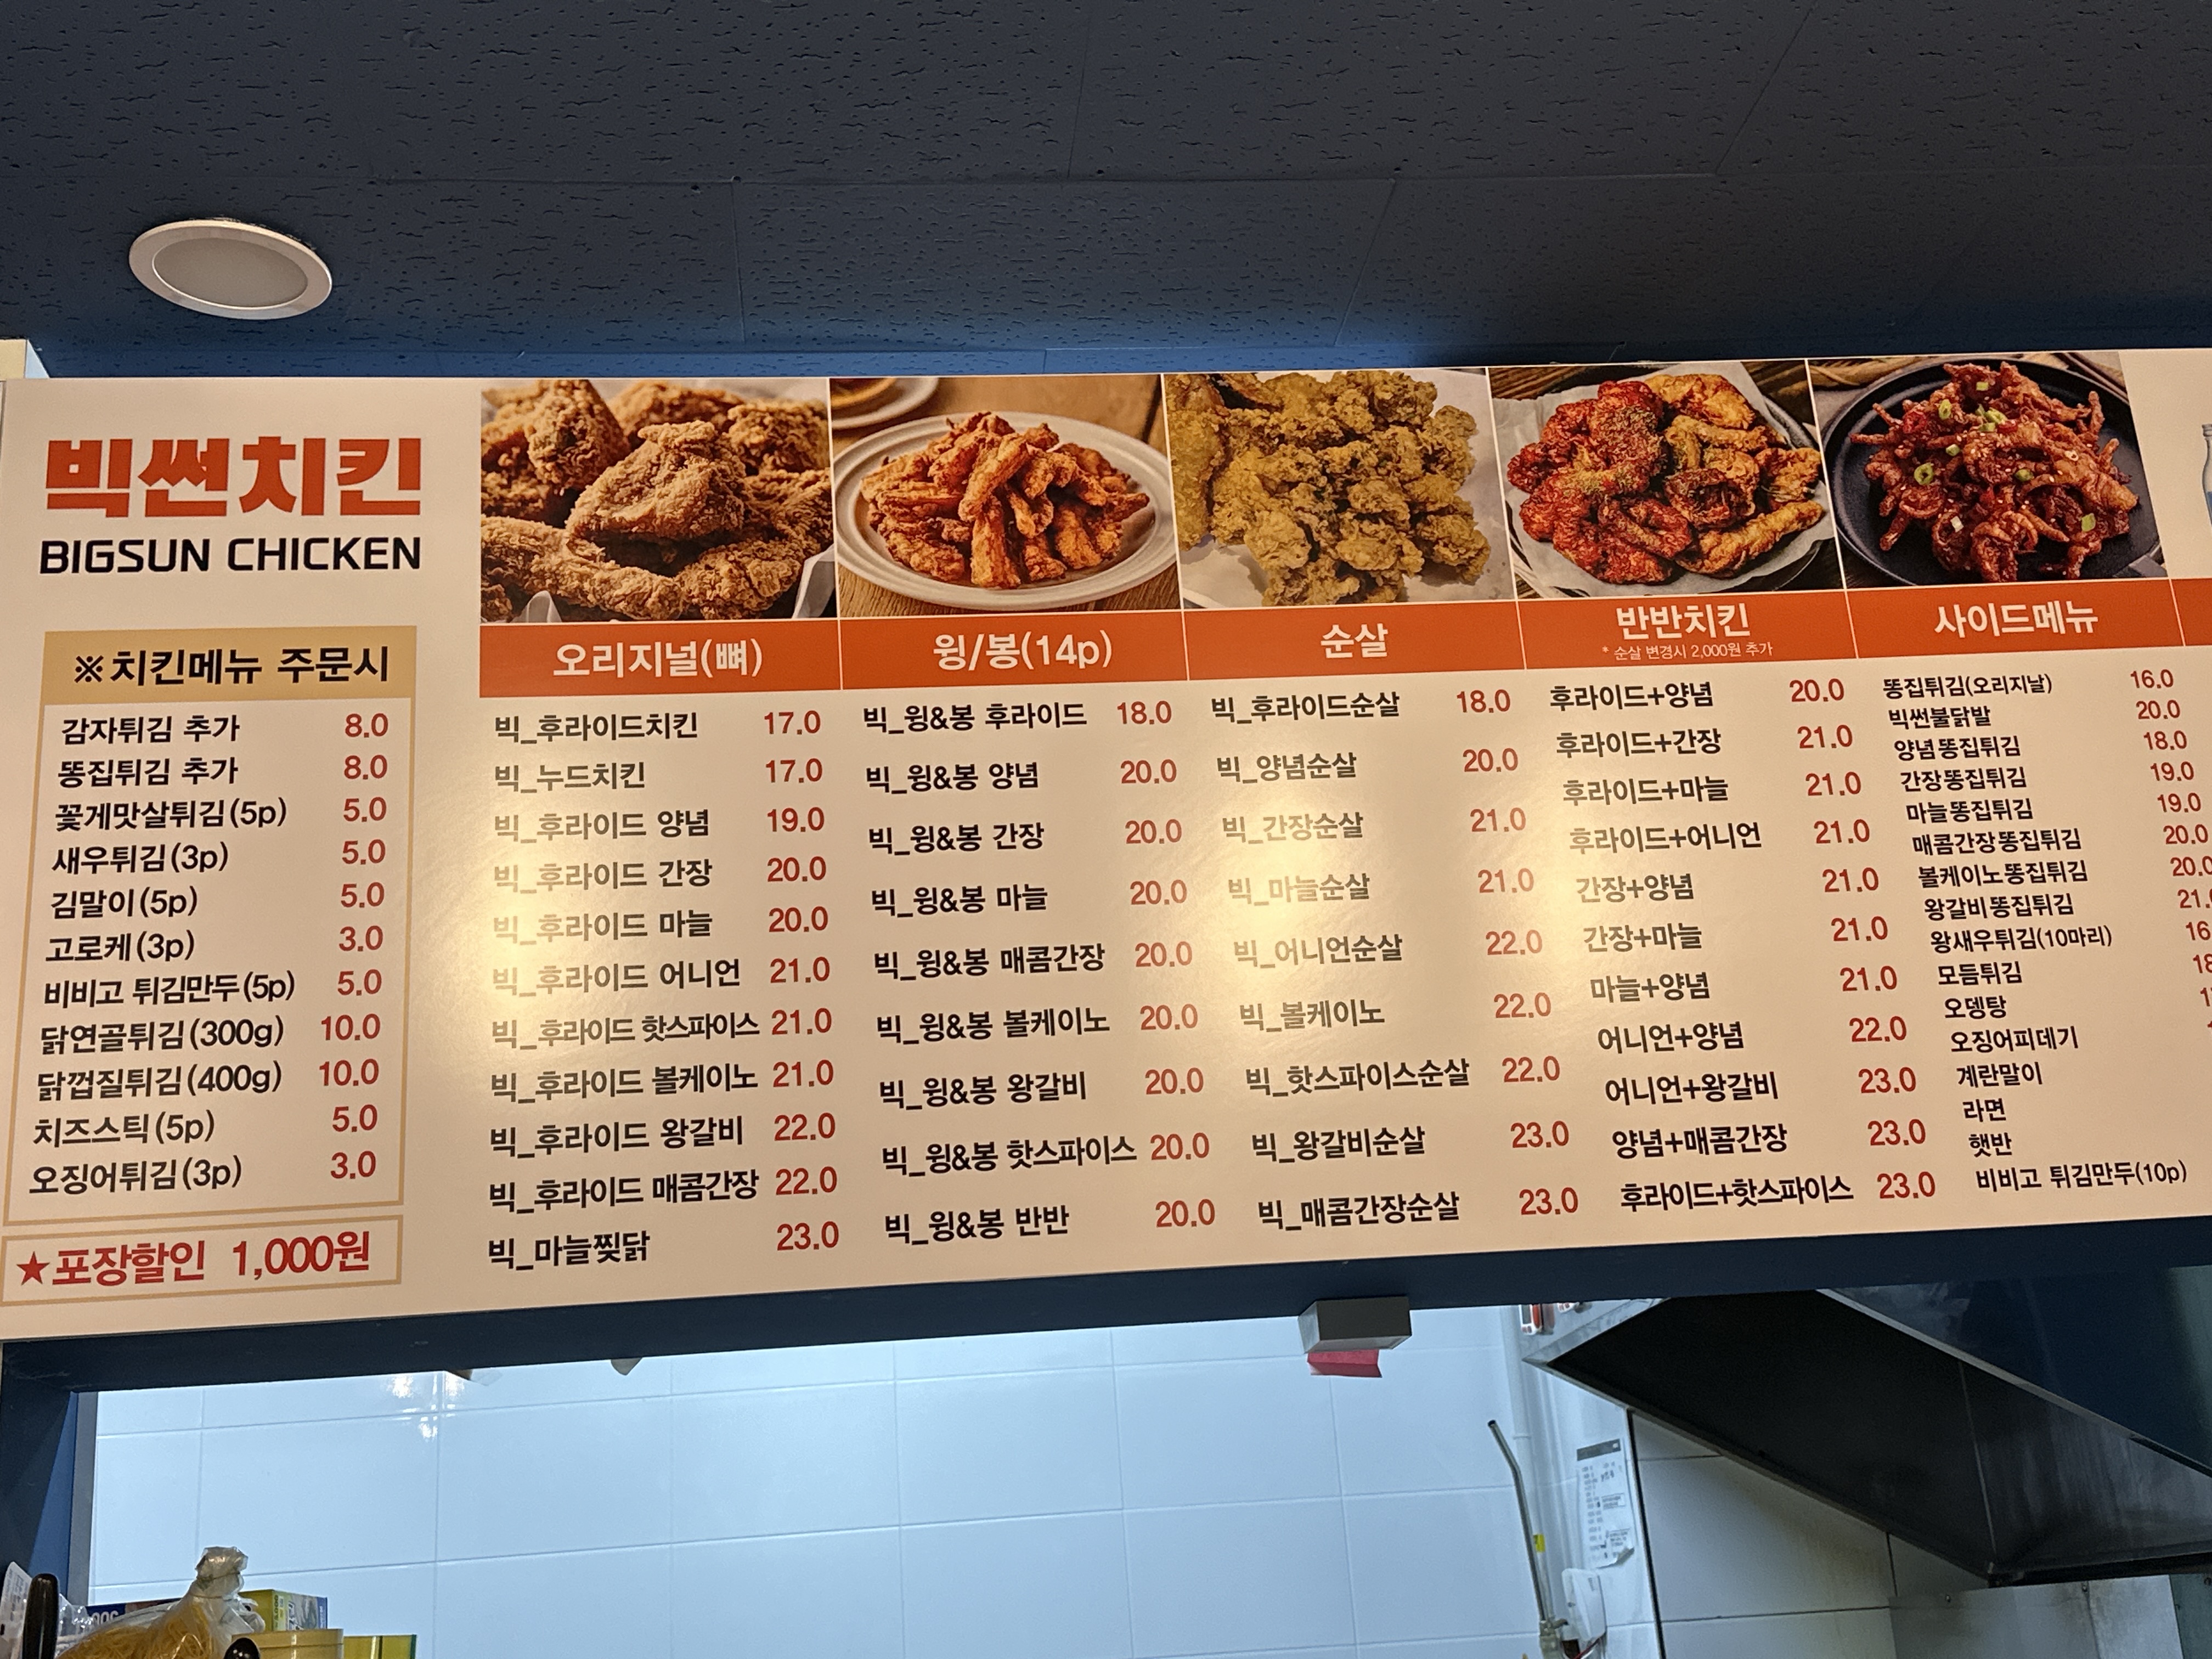 빅썬치킨
BIGSUN CHICKEN
※치킨메뉴 주문시
감자튀김 추가 8.0
똥집튀김 추가 8.0
꽃게맛살튀김(5p) 5.0
새우튀김(3p) 5.0
김말이(5p) 5.0
고로케(3p) 3.0
비비고 튀김만두(5p) 5.0
닭연골튀김(300g) 10.0
닭껍질튀김(400g) 10.0
치즈스틱(5p) 5.0
오징어튀김(3p) 3.0
★포장할인 1,000원
오리지널(뼈)
빅_후라이드치킨 17.0
빅_누드치킨 17.0
빅_후라이드 양념 19.0
빅_후라이드 간장 20.0
빅_후라이드 마늘 20.0
빅_후라이드 어니언 21.0
빅_후라이드 핫스파이스 21.0
빅_후라이드 볼케이노 21.0
빅_후라이드 왕갈비 22.0
빅_후라이드 매콤간장 22.0
빅_마늘찢닭 23.0
윙/봉(14p)
빅_윙&봉 후라이드 18.0
빅_윙&봉 양념 20.0
빅_윙&봉 간장 20.0
빅_윙&봉 마늘 20.0
빅_윙&봉 매콤간장 20.0
빅_윙&봉 볼케이노 20.0
빅_윙&봉 왕갈비 20.0
빅_윙&봉 핫스파이스 20.0
빅_윙&봉 반반 20.0
순살
빅_후라이드순살 18.0
빅_양념순살 20.0
빅_간장순살 21.0
빅_마늘순살 21.0
빅_어니언순살 22.0
빅_볼케이노 22.0
빅_핫스파이스순살 22.0
빅_왕갈비순살 23.0
빅_매콤간장순살 23.0
반반치킨
* 순살 변경시 2,000원 추가
후라이드+양념 20.0
후라이드+간장 21.0
후라이드+마늘 21.0
후라이드+어니언 21.0
간장+양념 21.0
간장+마늘 21.0
마늘+양념 21.0
어니언+양념 22.0
어니언+왕갈비 23.0
양념+매콤간장 23.0
후라이드+핫스파이스 23.0
사이드메뉴
똥집튀김(오리지날) 16.0
빅썬불닭발 20.0
양념똥집튀김 18.0
간장똥집튀김 19.0
마늘똥집튀김 19.0
매콤간장똥집튀김 20.0
볼케이노똥집튀김 20.0
왕갈비똥집튀김
왕새우튀김(10마리)
모듬튀김
오뎅탕
오징어피데기
계란말이
라면
햇반
비비고 튀김만두(10p)